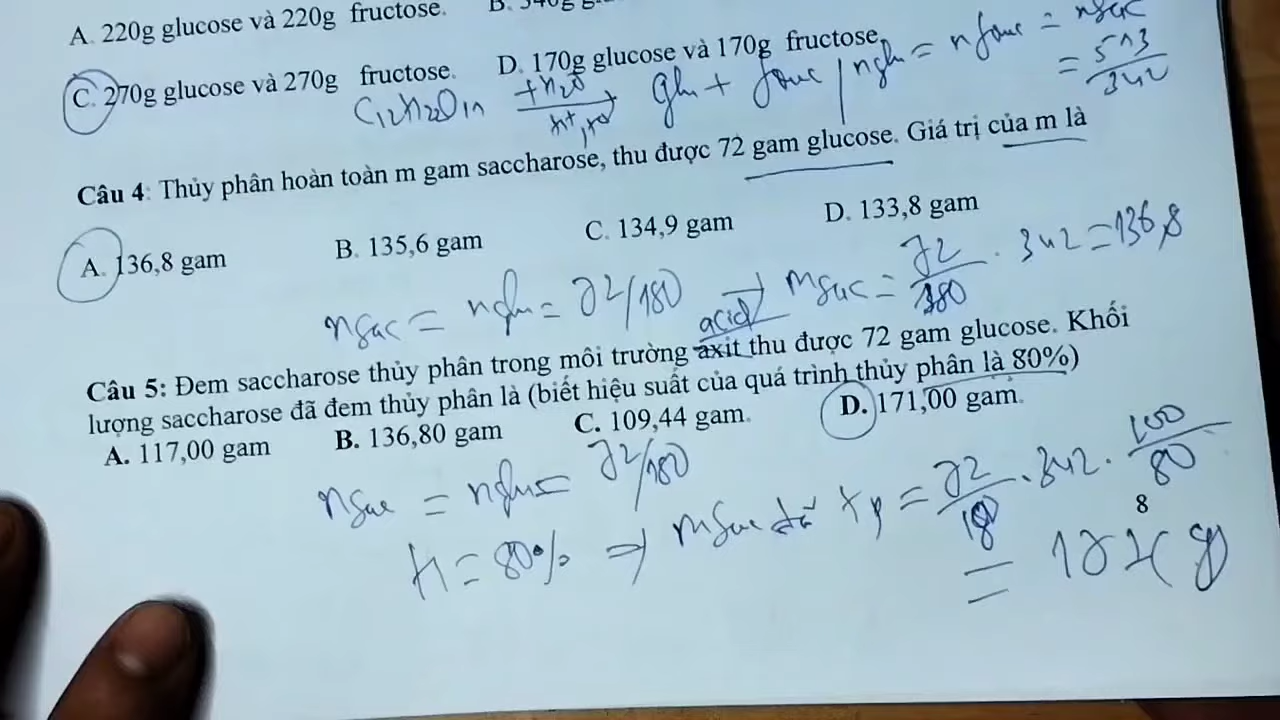 A. 220g glucose và 220g fructose. B. 340g
C. 270g glucose và 270g fructose. D. 170g glucose và 170g fructose.
nglu = nfruc = nsac
= 513/342
C12H22O11 +H2O H+, to glu + fruc
Câu 4: Thủy phân hoàn toàn m gam saccharose, thu được 72 gam glucose. Giá trị của m là
A. 136,8 gam B. 135,6 gam C. 134,9 gam D. 133,8 gam
nsac = nglu = 72/180 → msac = 72/180 . 342 = 136,8
acid
Câu 5: Đem saccharose thủy phân trong môi trường axit thu được 72 gam glucose. Khối
lượng saccharose đã đem thủy phân là (biết hiệu suất của quá trình thủy phân là 80%)
A. 117,00 gam B. 136,80 gam C. 109,44 gam. D. 171,00 gam.
nsac = nglu = 72/180
H = 80% ⇒ msac đã tp = 72/180 . 342 . 100/80
8
= 171 (g)